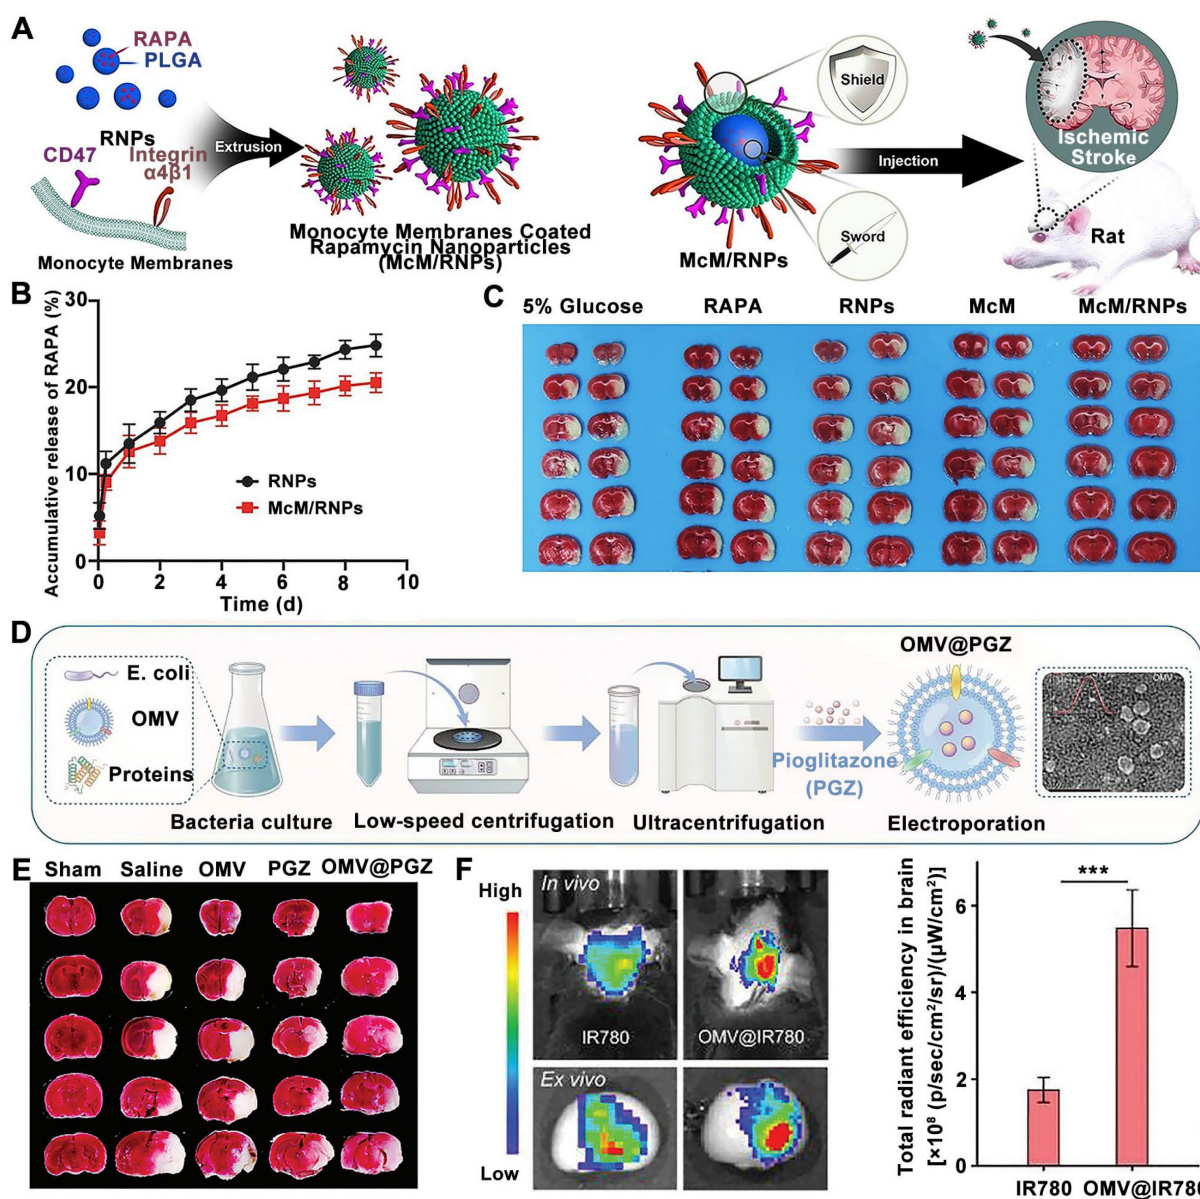 A
RAPA
PLGA
RNPs
CD47
Integrin
α4β1
Monocyte Membranes
Extrusion
Monocyte Membranes Coated
Rapamycin Nanoparticles
(McM/RNPs)
McM/RNPs
Shield
Sword
Injection
Ischemic
Stroke
Rat
B
Accumulative release of RAPA (%)
30
20
10
0
0 2 4 6 8 10
Time (d)
RNPs
McM/RNPs
C
5% Glucose RAPA RNPs McM McM/RNPs
D
E. coli
OMV
Proteins
Bacteria culture
Low-speed centrifugation
Ultracentrifugation
Pioglitazone
(PGZ)
OMV@PGZ
Electroporation
OMV
E
Sham Saline OMV PGZ OMV@PGZ
F
High
Low
In vivo
IR780
OMV@IR780
Ex vivo
Total radiant efficiency in brain
[×10⁸ (p/sec/cm²/sr)/(μW/cm²)]
6
4
2
0
***
IR780 OMV@IR780